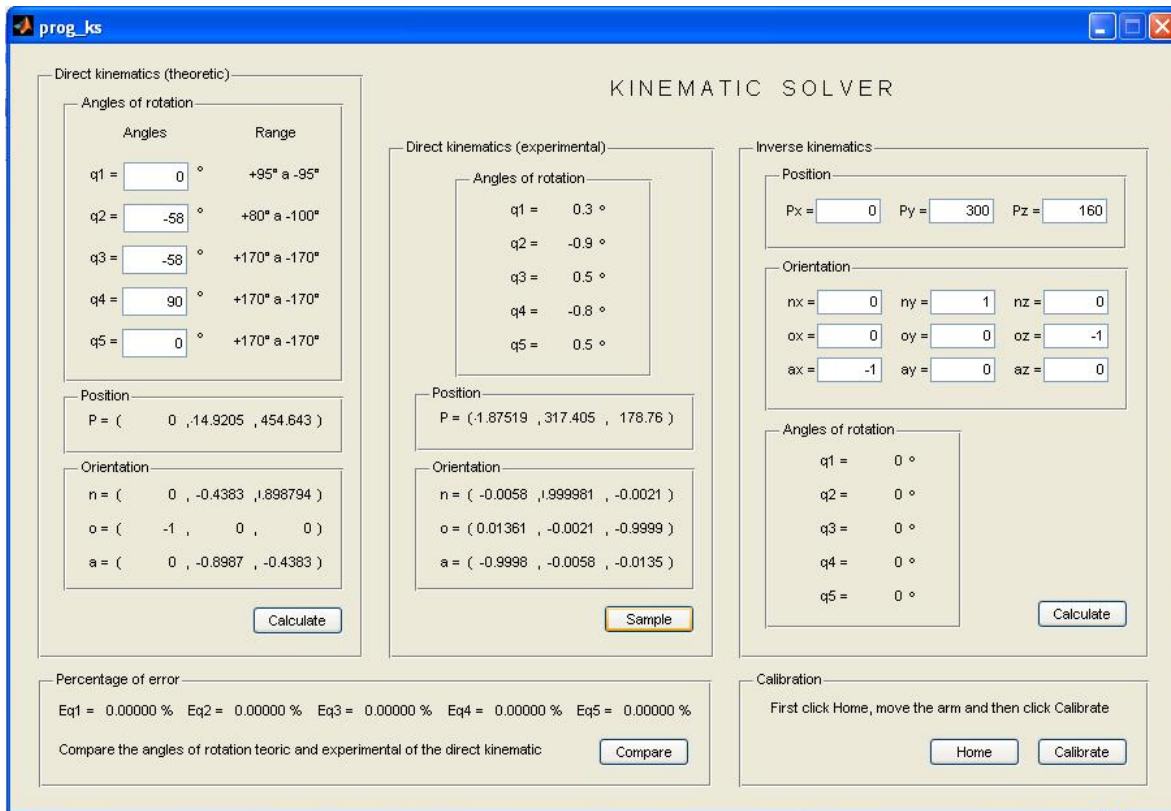 prog_ks
KINEMATIC SOLVER
Direct kinematics (theoretic)
Angles of rotation
Angles Range
q1 = 0 ° +95° a -95°
q2 = -58 ° +80° a -100°
q3 = -58 ° +170° a -170°
q4 = 90 ° +170° a -170°
q5 = 0 ° +170° a -170°
Position
P = ( 0 , -14.9205 , 454.643 )
Orientation
n = ( 0 , -0.4383 , .898794 )
o = ( -1 , 0 , 0 )
a = ( 0 , -0.8987 , -0.4383 )
Calculate
Direct kinematics (experimental)
Angles of rotation
q1 = 0.3 °
q2 = -0.9 °
q3 = 0.5 °
q4 = -0.8 °
q5 = 0.5 °
Position
P = ( -1.87519 , 317.405 , 178.76 )
Orientation
n = ( -0.0058 , .999981 , -0.0021 )
o = ( 0.01361 , -0.0021 , -0.9999 )
a = ( -0.9998 , -0.0058 , -0.0135 )
Sample
Inverse kinematics
Position
Px = 0 Py = 300 Pz = 160
Orientation
nx = 0 ny = 1 nz = 0
ox = 0 oy = 0 oz = -1
ax = -1 ay = 0 az = 0
Angles of rotation
q1 = 0 °
q2 = 0 °
q3 = 0 °
q4 = 0 °
q5 = 0 °
Calculate
Percentage of error
Eq1 = 0.00000 % Eq2 = 0.00000 % Eq3 = 0.00000 % Eq4 = 0.00000 % Eq5 = 0.00000 %
Compare the angles of rotation teoric and experimental of the direct kinematic
Compare
Calibration
First click Home, move the arm and then click Calibrate
Home
Calibrate